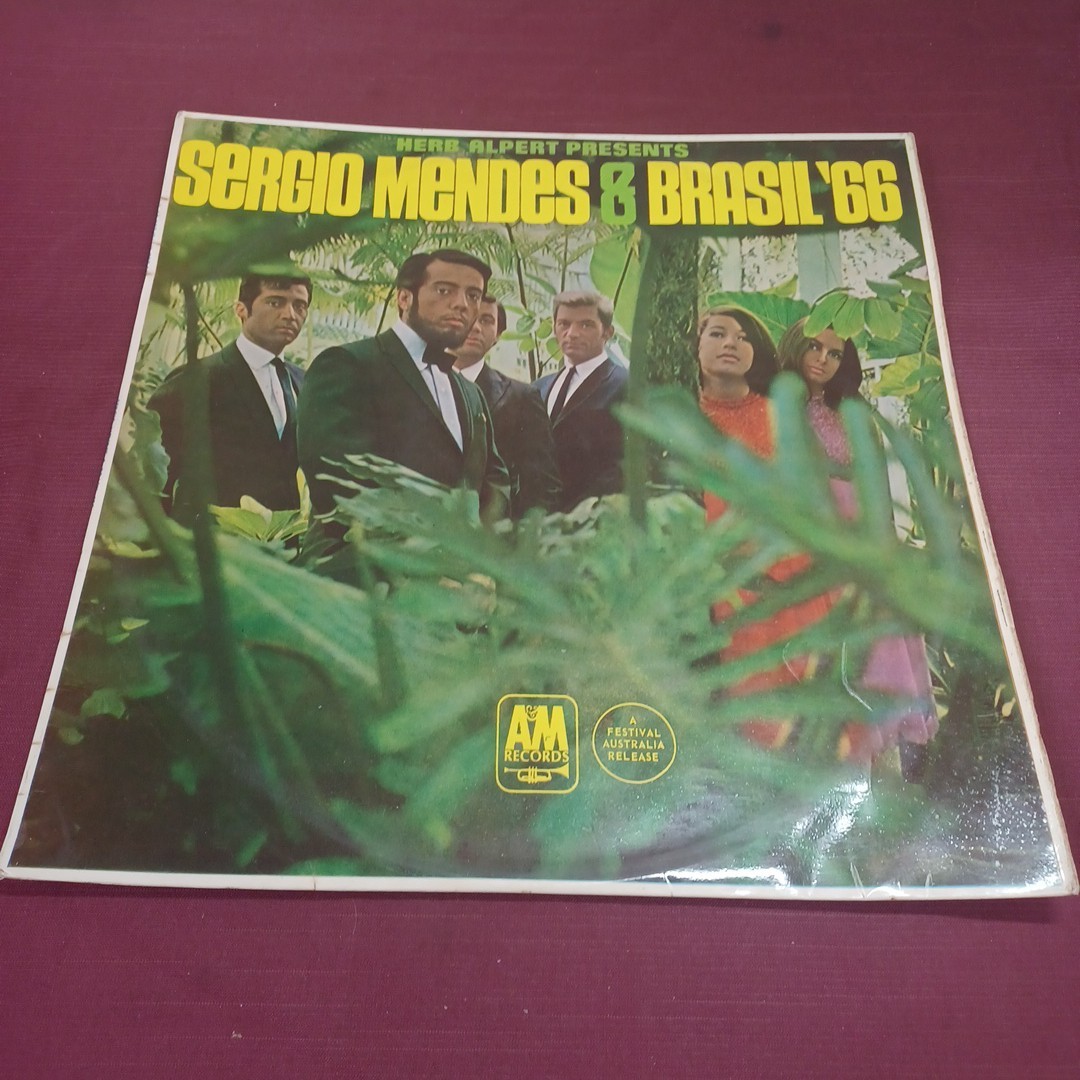 HERB ALPERT PRESENTS
SERGIO MENDES & BRASIL '66
A&M
RECORDS
A
FESTIVAL
AUSTRALIA
RELEASE